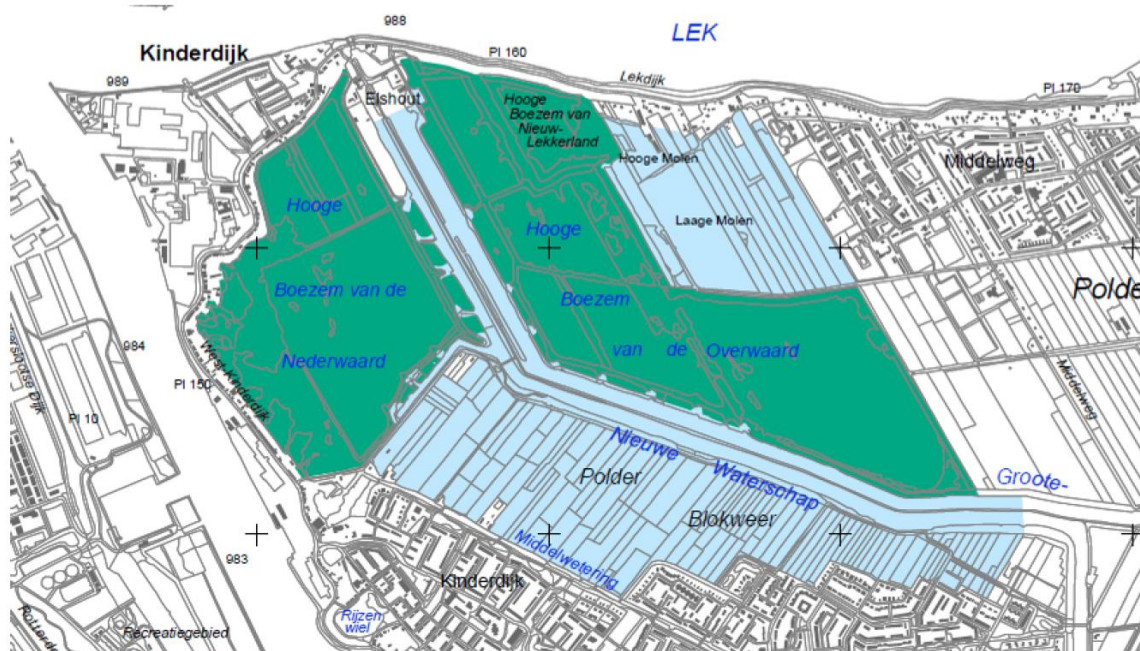 988
LEK
Kinderdijk
PI 160
989
Lekdijk
PI 170
Elshout
Hooge
Boezem van
Nieuw-
Lekkerland
Hooge Molen
Middelweg
Hooge
Laage Molen
Hooge
Boezem van de
Boezem
Polde
984
van de Overwaard
Nederwaard
West-Kinderdijk
PI 150
Middelweg
PI 10
Nieuwe
Waterschap
Groote-
Polder
Blokweer
983
Middelwetering
Kinderdijk
Rijzen
wiel
Recreatiegebied